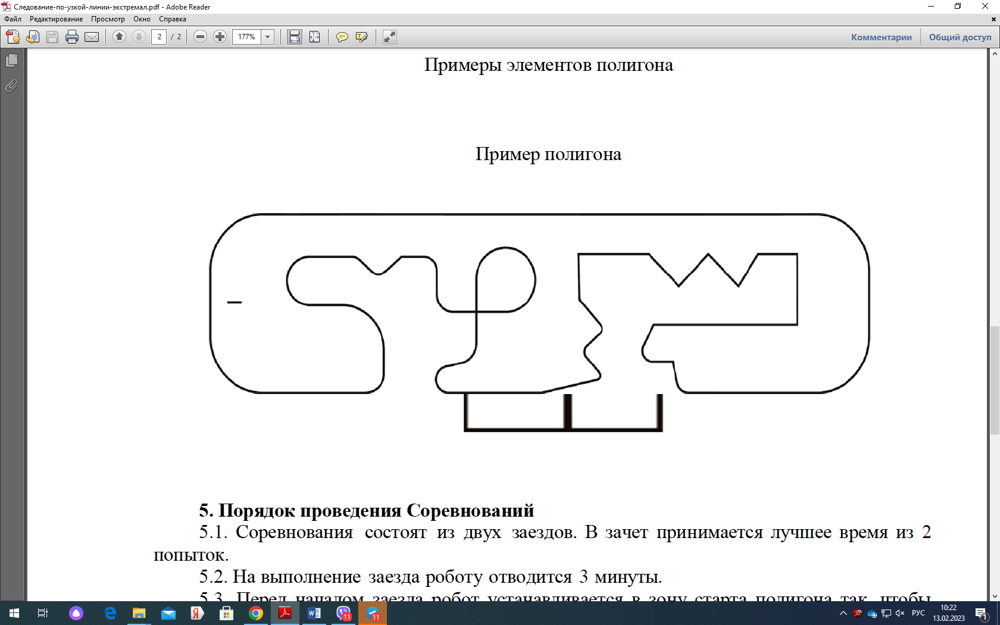 Следование-по-узкой-линии-экстремал.pdf - Adobe Reader
Файл Редактирование Просмотр Окно Справка
2 / 2 177% Комментарии Общий доступ
Примеры элементов полигона
Пример полигона
5. Порядок проведения Соревнований
5.1. Соревнования состоят из двух заездов. В зачет принимается лучшее время из 2
попыток.
5.2. На выполнение заезда роботу отводится 3 минуты.
5.3. Перед началом заезда робот устанавливается в зону старта полигона так, чтобы
11 11 РУС 10:22
13.02.2023 1